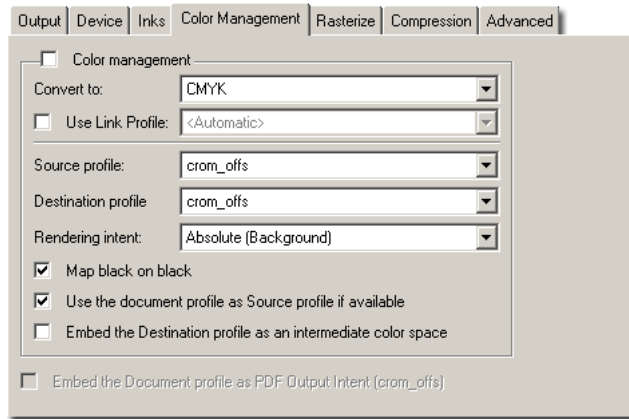 Output Device Inks Color Management Rasterize Compression Advanced
Color management
Convert to: CMYK
Use Link Profile: <Automatic>
Source profile: crom_offs
Destination profile crom_offs
Rendering intent: Absolute (Background)
Map black on black
Use the document profile as Source profile if available
Embed the Destination profile as an intermediate color space
Embed the Document profile as PDF Output Intent (crom_offs)